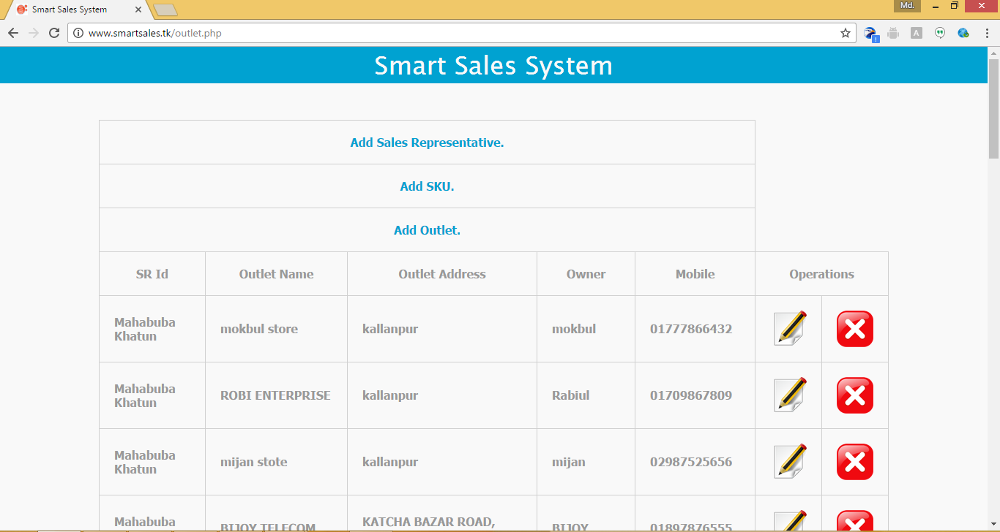 Smart Sales System
Md.
www.smartsales.tk/outlet.php
Smart Sales System
Add Sales Representative.
Add SKU.
Add Outlet.
SR Id Outlet Name Outlet Address Owner Mobile Operations
Mahabuba
Khatun
mokbul store kallanpur mokbul 01777866432
Mahabuba
Khatun
ROBI ENTERPRISE kallanpur Rabiul 01709867809
Mahabuba
Khatun
mijan stote kallanpur mijan 02987525656
Mahabuba
KATCHA BAZAR ROAD,
BIJOY TELECOM BIJOY 01897876555